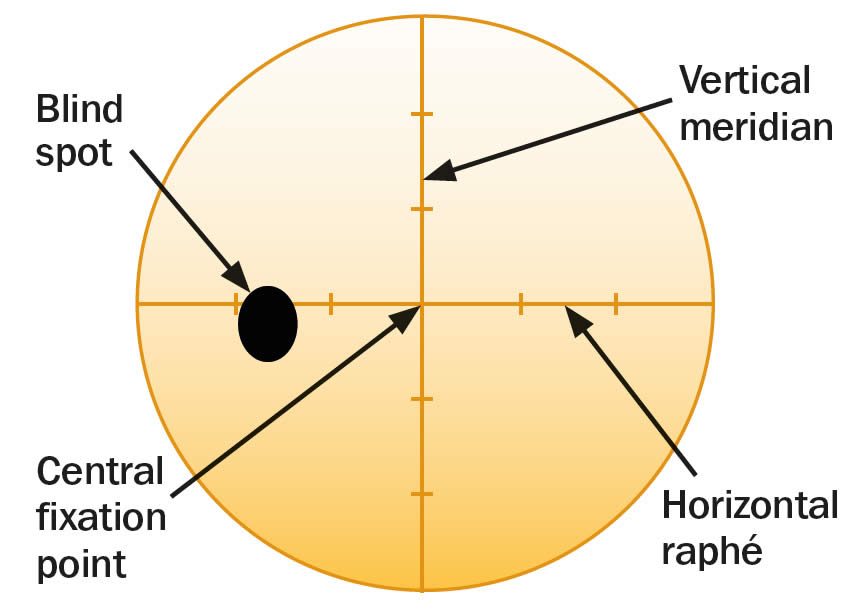 Blind
spot
Vertical
meridian
Central
fixation
point
Horizontal
raphé